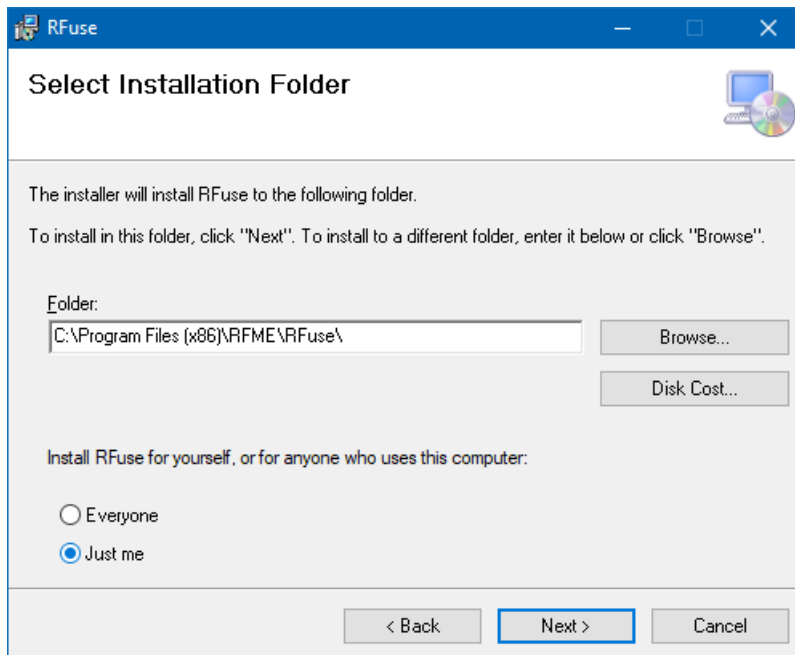 RFuse
Select Installation Folder
The installer will install RFuse to the following folder.
To install in this folder, click "Next". To install to a different folder, enter it below or click "Browse".
Folder:
C:\Program Files (x86)\RFME\RFuse\
Browse...
Disk Cost...
Install RFuse for yourself, or for anyone who uses this computer:
Everyone
Just me
< Back
Next >
Cancel